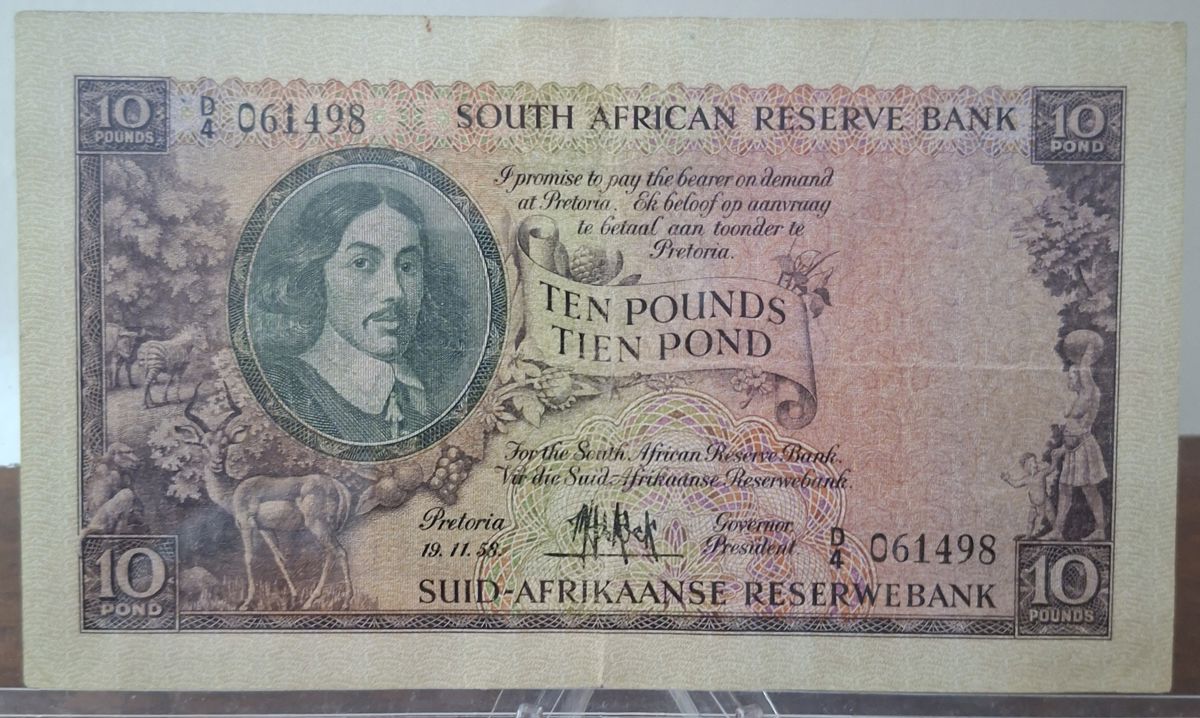 10 POUNDS
D/4 061498
SOUTH AFRICAN RESERVE BANK
10 POND
I promise to pay the bearer on demand
at Pretoria. Ek beloof op aanvraag
te betaal aan toonder te
Pretoria.
TEN POUNDS
TIEN POND
For the South African Reserve Bank.
Vir die Suid-Afrikaanse Reserwebank.
Pretoria
19.11.58.
Governor
President
D/4 061498
10 POND
SUID-AFRIKAANSE RESERWEBANK
10 POUNDS